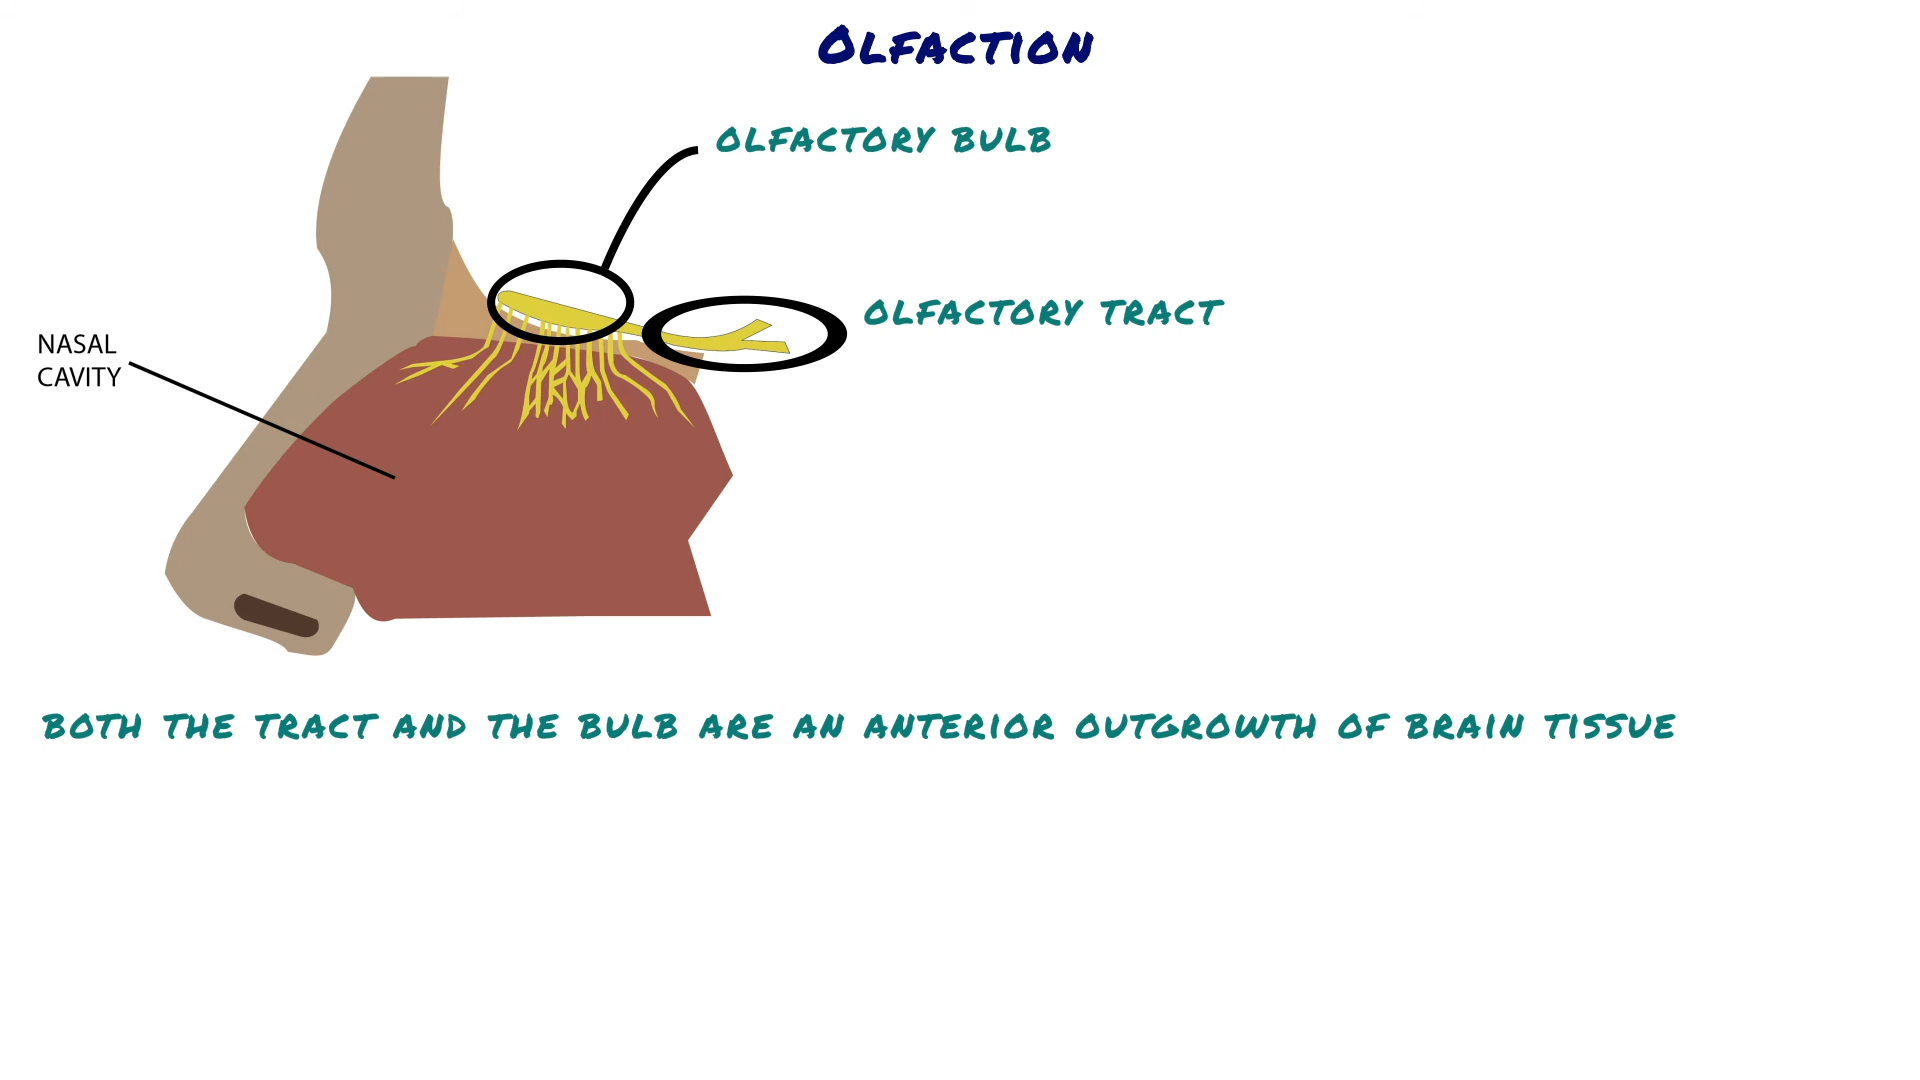 OLFACTION
OLFACTORY BULB
OLFACTORY TRACT
NASAL
CAVITY
BOTH THE TRACT AND THE BULB ARE AN ANTERIOR OUTGROWTH OF BRAIN TISSUE